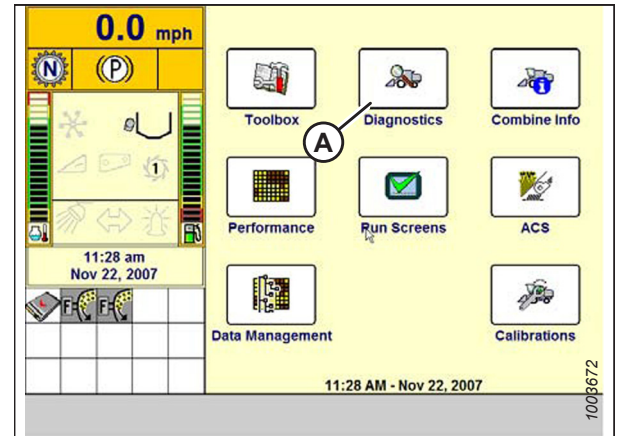 0.0 mph
N
(P)
1
11:28 am
Nov 22, 2007
F-
F-
Toolbox
Diagnostics
Combine Info
A
Performance
Run Screens
ACS
Data Management
Calibrations
11:28 AM - Nov 22, 2007
1003672